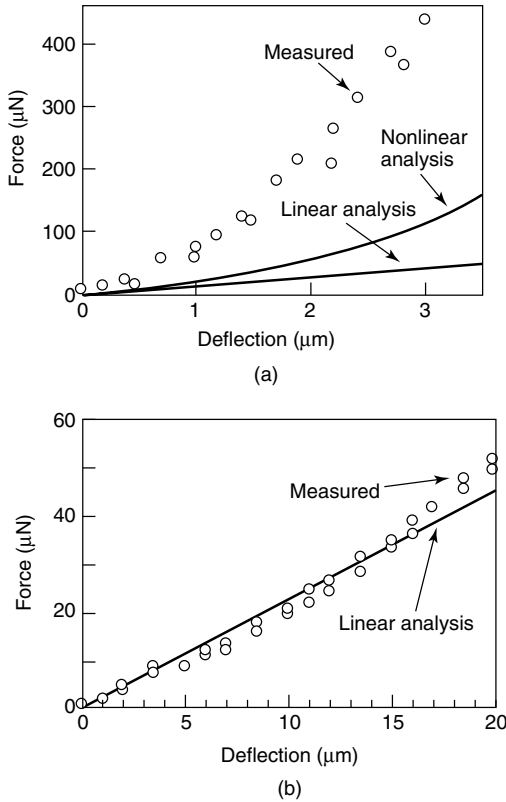 400
300
200
100
0
Force (μN)
Measured
Nonlinear
analysis
Linear analysis
0
1
2
3
Deflection (μm)
(a)
60
40
20
0
Force (μN)
Measured
Linear analysis
0
5
10
15
20
Deflection (μm)
(b)